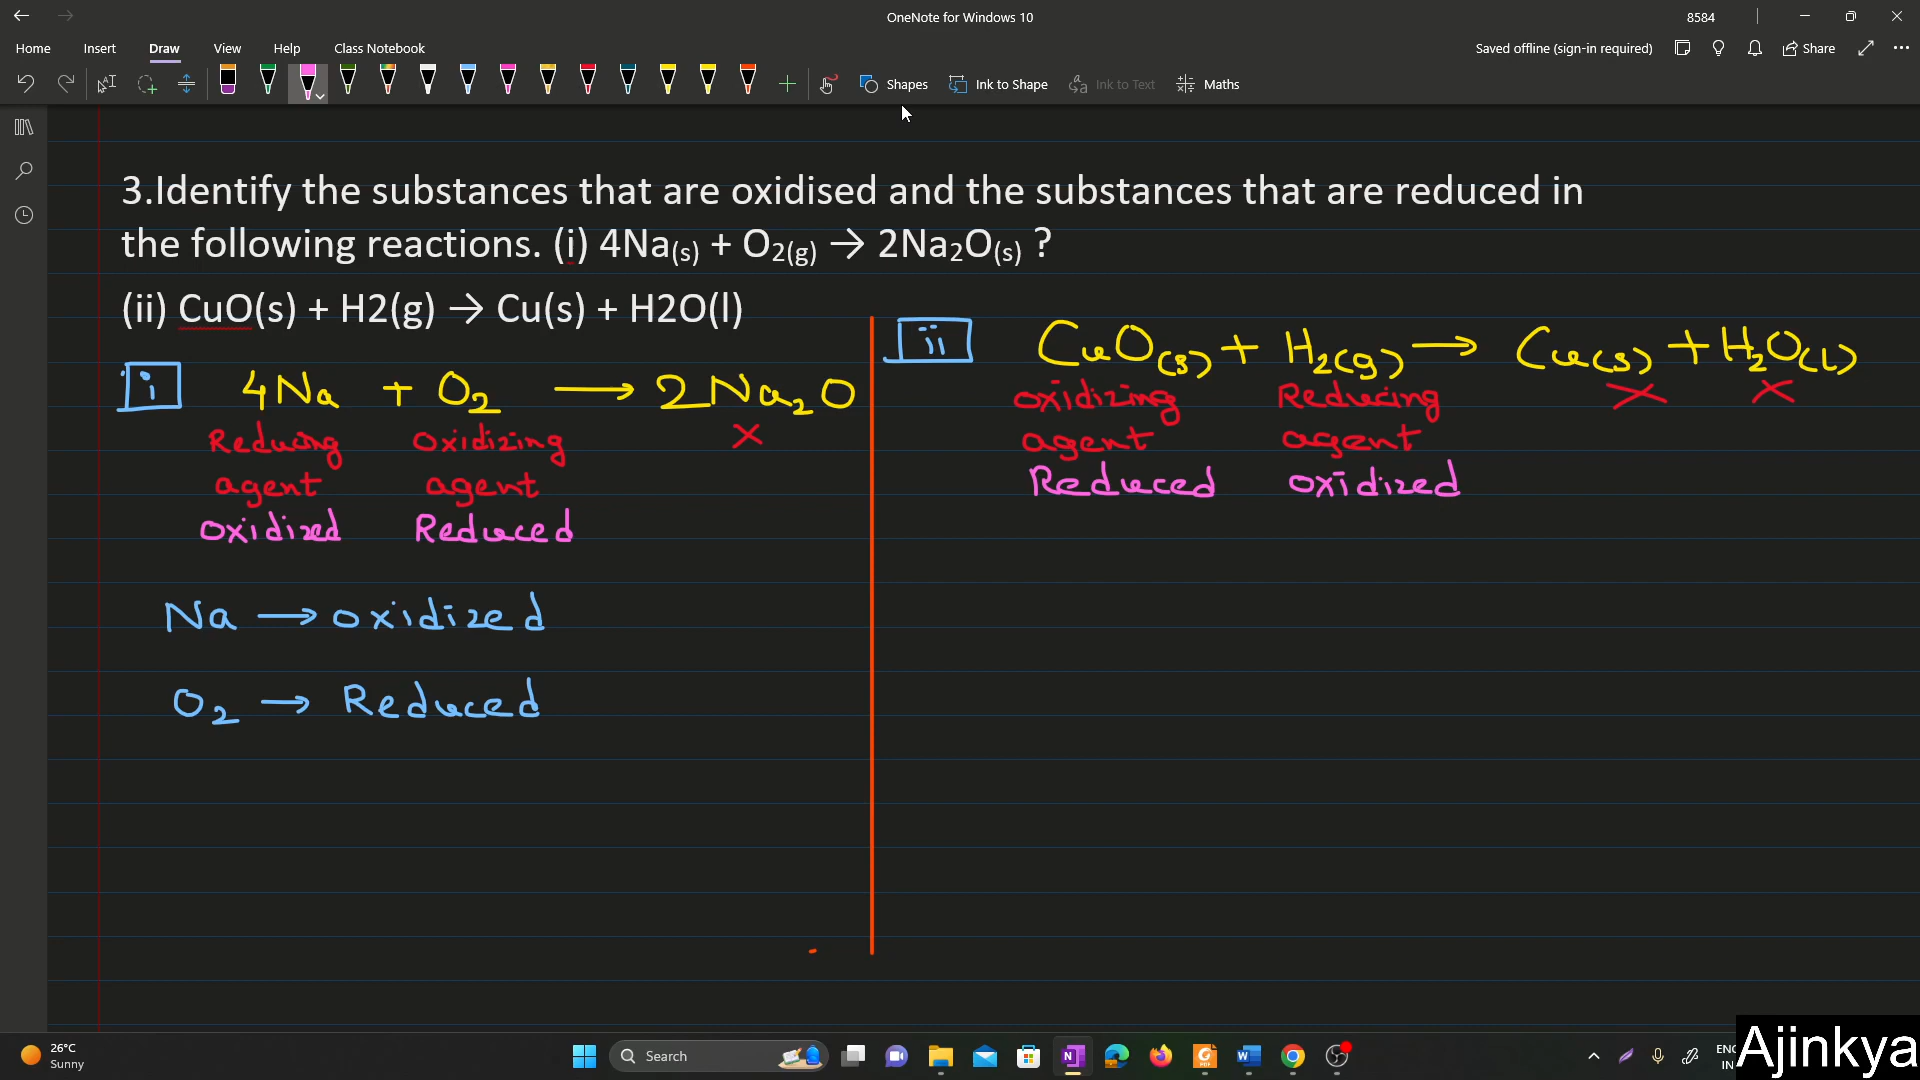 OneNote for Windows 10
8584
Home Insert Draw View Help Class Notebook
Saved offline (sign-in required) Share
Shapes Ink to Shape Ink to Text Maths
3.Identify the substances that are oxidised and the substances that are reduced in
the following reactions. (i) 4Na(s) + O2(g) → 2Na2O(s) ?
(ii) CuO(s) + H2(g) → Cu(s) + H2O(l)
i 4Na + O2 → 2Na2O
Reduing Oxidizing X
agent agent
oxidized Reduced
Na → oxidized
O2 → Reduced
ii CuO(s) + H2(g) → Cu(s) + H2O(l)
oxidizing Reducing X X
agent agent
Reduced oxidized
26°C
Sunny
Search
ENG
IN
Ajinkya